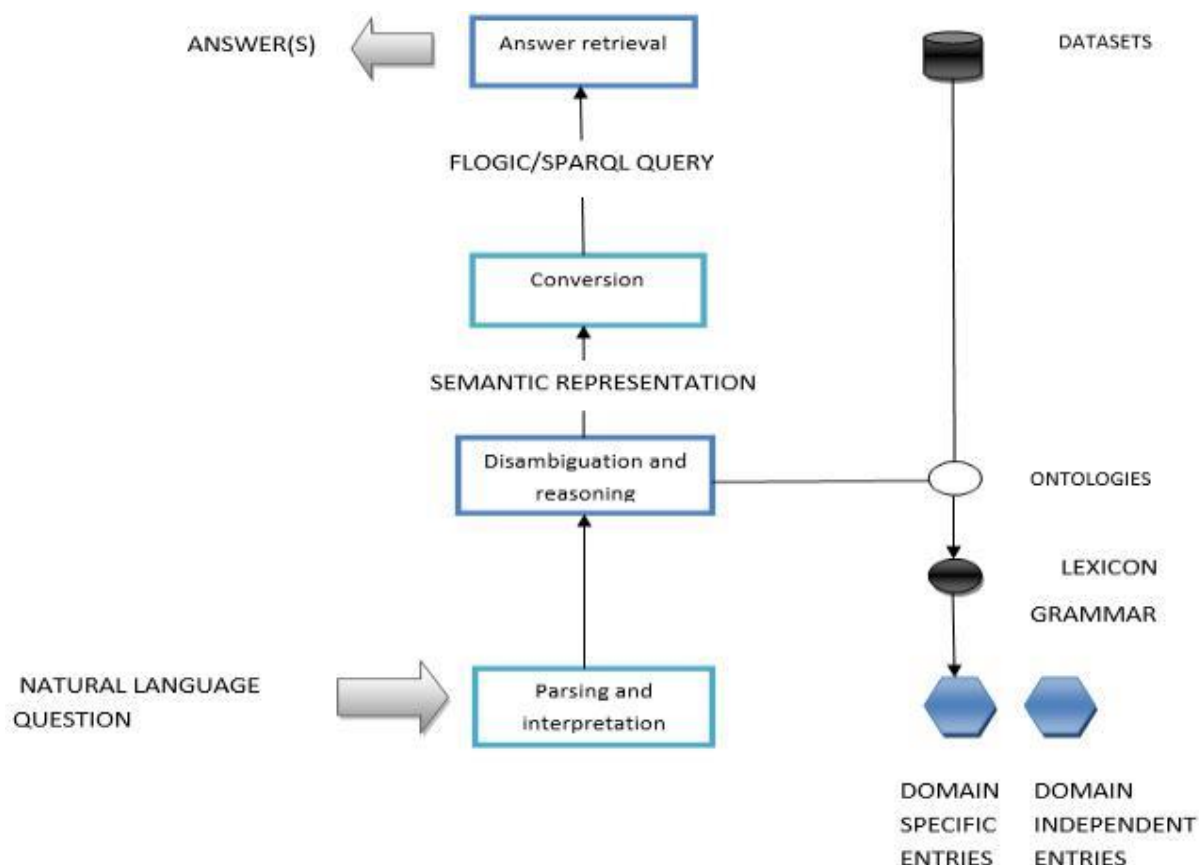 ANSWER(S)
Answer retrieval
DATASETS
FLOGIC/SPARQL QUERY
Conversion
SEMANTIC REPRESENTATION
Disambiguation and
reasoning
ONTOLOGIES
LEXICON
GRAMMAR
NATURAL LANGUAGE
QUESTION
Parsing and
interpretation
DOMAIN
SPECIFIC
ENTRIES
DOMAIN
INDEPENDENT
ENTRIES